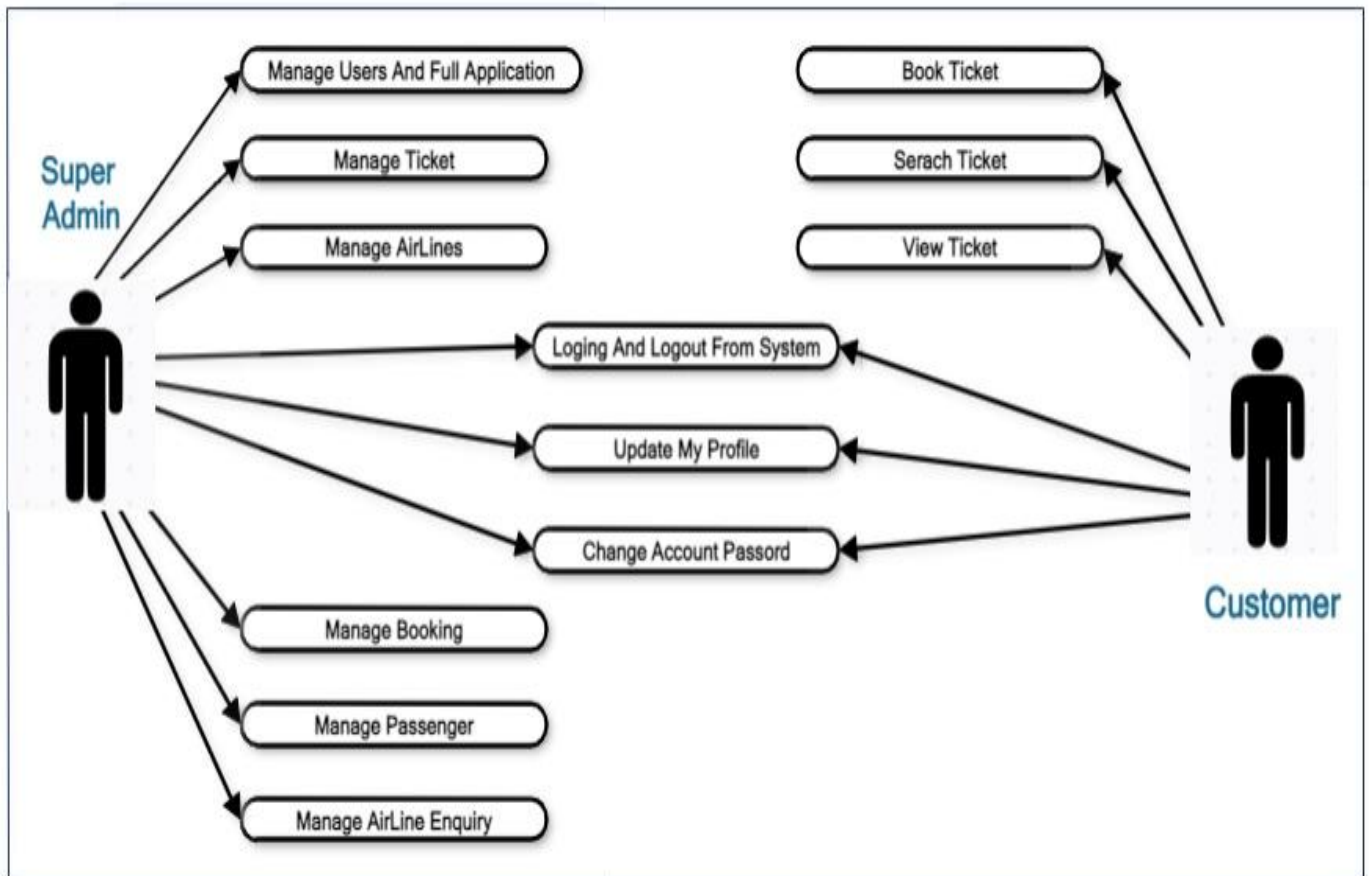 Manage Users And Full Application
Book Ticket
Manage Ticket
Serach Ticket
Super
Admin
Manage AirLines
View Ticket
Loging And Logout From System
Update My Profile
Change Account Passord
Customer
Manage Booking
Manage Passenger
Manage AirLine Enquiry